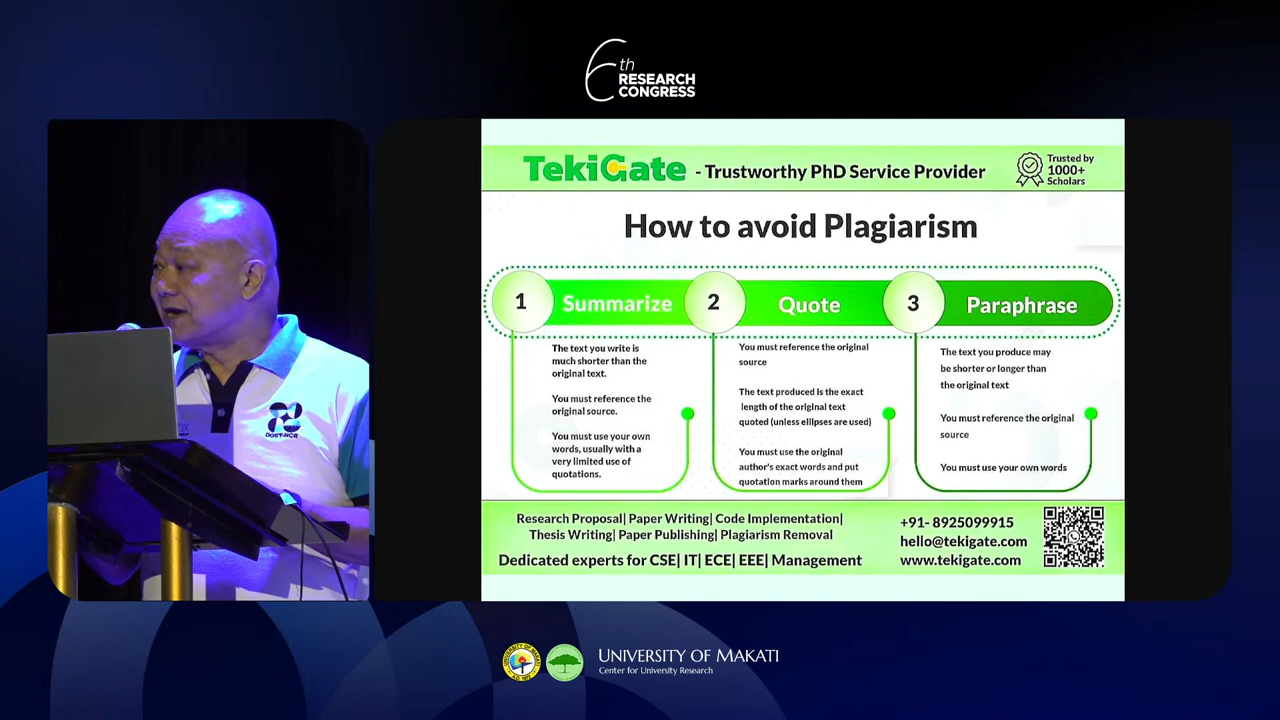 6th
RESEARCH
CONGRESS
TekiGate - Trustworthy PhD Service Provider
Trusted by
1000+
Scholars
How to avoid Plagiarism
1 Summarize
The text you write is
much shorter than the
original text.
You must reference the
original source.
You must use your own
words, usually with a
very limited use of
quotations.
2 Quote
You must reference the original
source
The text produced is the exact
length of the original text
quoted (unless ellipses are used)
You must use the original
author's exact words and put
quotation marks around them
3 Paraphrase
The text you produce may
be shorter or longer than
the original text
You must reference the original
source
You must use your own words
Research Proposal| Paper Writing| Code Implementation|
Thesis Writing| Paper Publishing| Plagiarism Removal
Dedicated experts for CSE| IT| ECE| EEE| Management
+91- 8925099915
hello@tekigate.com
www.tekigate.com
DOST-NCR
UNIVERSITY OF MAKATI
UNIVERSITY OF MAKATI
Center for University Research